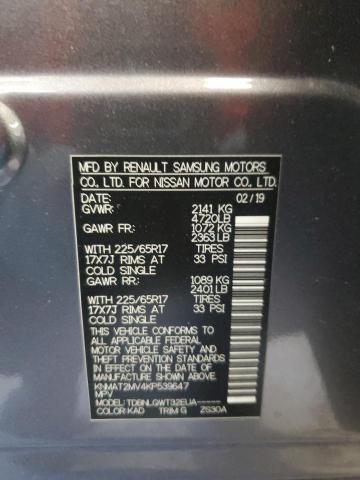 MFD BY RENAULT SAMSUNG MOTORS
CO., LTD. FOR NISSAN MOTOR CO., LTD.
DATE: 02/19
GVWR: 2141 KG
4720LB
GAWR FR: 1072 KG
2363LB
WITH 225/65R17 TIRES
17X7J RIMS AT 33 PSI
COLD SINGLE
GAWR RR: 1089 KG
2401LB
WITH 225/65R17 TIRES
17X7J RIMS AT 33 PSI
COLD SINGLE
THIS VEHICLE CONFORMS TO
ALL APPLICABLE FEDERAL
MOTOR VEHICLE SAFETY, BUMPER,
AND THEFT PREVENTION STANDARDS
IN EFFECT ON THE DATE OF
MANUFACTURE SHOWN ABOVE.
KNMAT2MV4KP539647
MPV
MODEL: TDBNLGWT32EUA-----
COLOR: KAD TRIM: G ZS30A